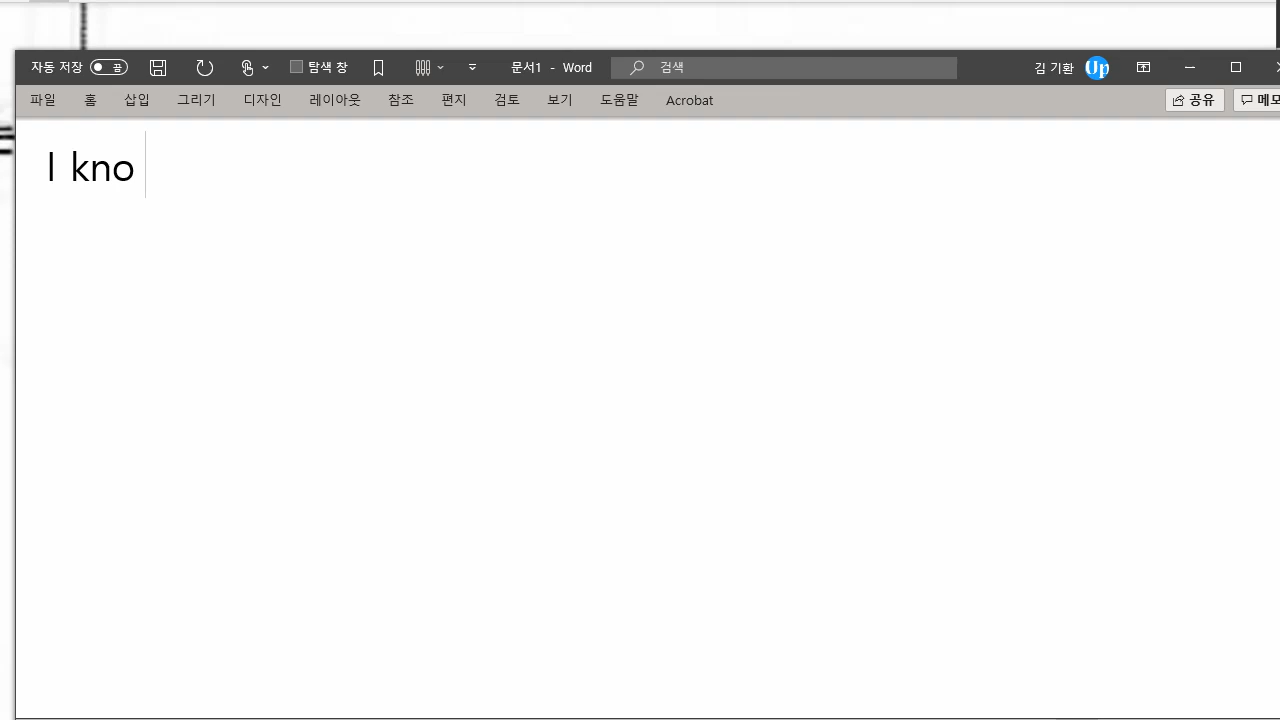 자동 저장 끔 탐색 창 문서1 - Word 검색 김 기환 Up
파일 홈 삽입 그리기 디자인 레이아웃 참조 편지 검토 보기 도움말 Acrobat 공유 메모
I kno